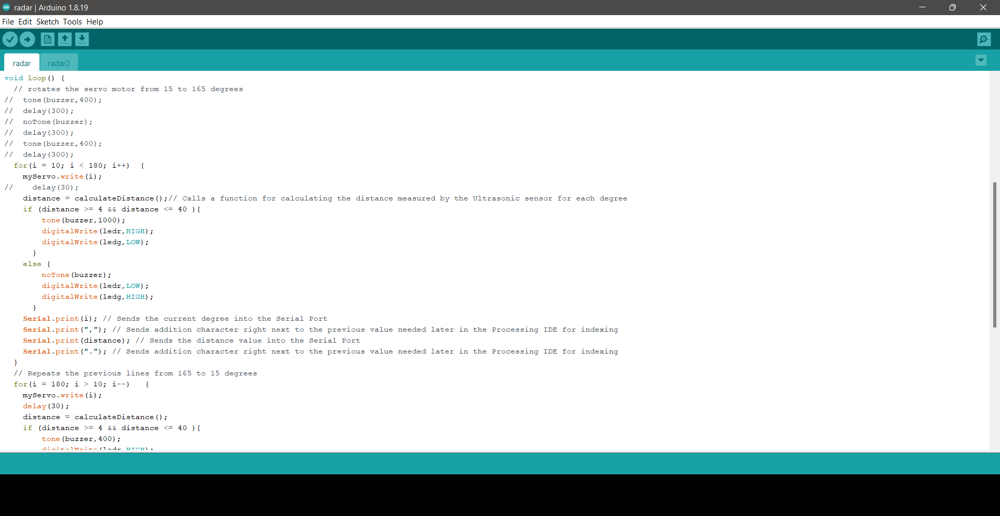 radar | Arduino 1.8.19
File Edit Sketch Tools Help
radar radar2
void loop() {
  // rotates the servo motor from 15 to 165 degrees
//  tone(buzzer,400);
//  delay(300);
//  noTone(buzzer);
//  delay(300);
//  tone(buzzer,400);
//  delay(300);
  for(i = 10; i < 180; i++)  {
    myServo.write(i);
//    delay(30);
    distance = calculateDistance();// Calls a function for calculating the distance measured by the Ultrasonic sensor for each degree
    if (distance >= 4 && distance <= 40 ){
        tone(buzzer,1000);
        digitalWrite(ledr,HIGH);
        digitalWrite(ledg,LOW);
      }
    else {
        noTone(buzzer);
        digitalWrite(ledr,LOW);
        digitalWrite(ledg,HIGH);
      }
    Serial.print(i); // Sends the current degree into the Serial Port
    Serial.print(","); // Sends addition character right next to the previous value needed later in the Processing IDE for indexing
    Serial.print(distance); // Sends the distance value into the Serial Port
    Serial.print("."); // Sends addition character right next to the previous value needed later in the Processing IDE for indexing
  }
  // Repeats the previous lines from 165 to 15 degrees
  for(i = 180; i > 10; i--)   {
    myServo.write(i);
    delay(30);
    distance = calculateDistance();
    if (distance >= 4 && distance <= 40 ){
        tone(buzzer,400);
        digitalWrite(ledr,HIGH);